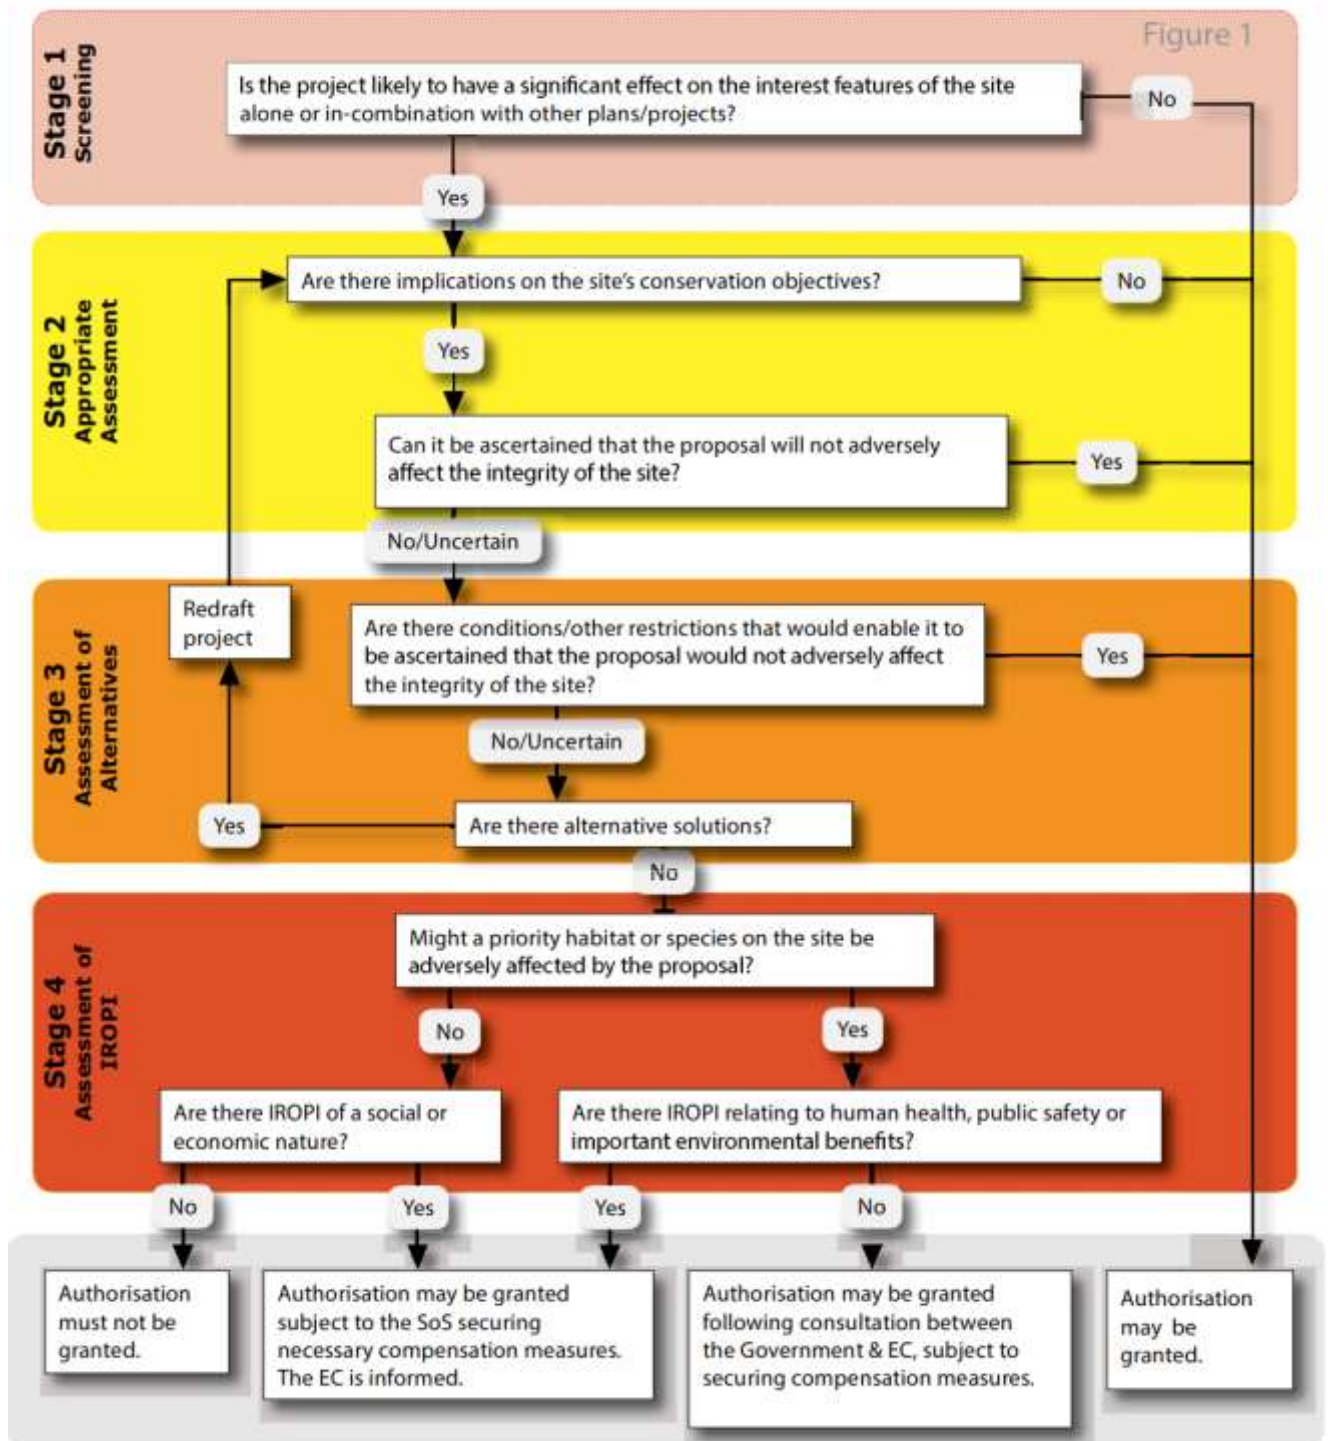 Figure 1
Stage 1
Screening
Is the project likely to have a significant effect on the interest features of the site
alone or in-combination with other plans/projects?
No
Yes
Stage 2
Appropriate
Assessment
Are there implications on the site's conservation objectives?
No
Yes
Can it be ascertained that the proposal will not adversely
affect the integrity of the site?
Yes
No/Uncertain
Stage 3
Assessment of
Alternatives
Redraft
project
Are there conditions/other restrictions that would enable it to
be ascertained that the proposal would not adversely affect
the integrity of the site?
Yes
No/Uncertain
Yes
Are there alternative solutions?
No
Stage 4
Assessment of
IROPI
Might a priority habitat or species on the site be
adversely affected by the proposal?
No
Yes
Are there IROPI of a social or
economic nature?
Are there IROPI relating to human health, public safety or
important environmental benefits?
No
Yes
Yes
No
Authorisation
must not be
granted.
Authorisation may be granted
subject to the SoS securing
necessary compensation measures.
The EC is informed.
Authorisation may be granted
following consultation between
the Government & EC, subject to
securing compensation measures.
Authorisation
may be
granted.